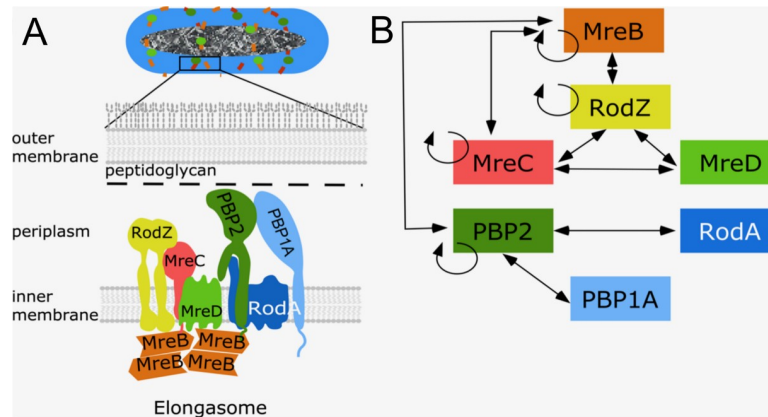 A
outer
membrane
peptidoglycan
periplasm
RodZ
MreC
PBP2
PBP1A
inner
membrane
MreD
RodA
MreB
MreB
MreB
MreB
Elongasome
B
MreB
RodZ
MreC
MreD
PBP2
RodA
PBP1A